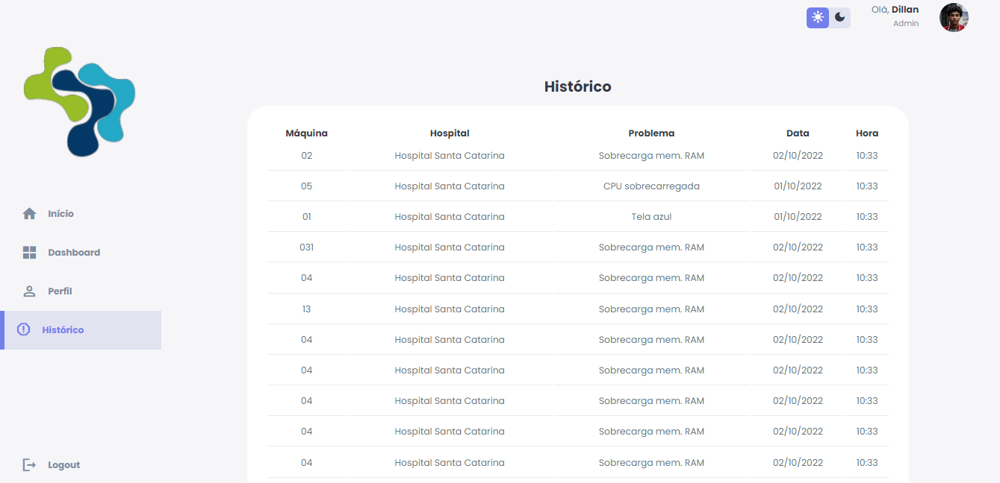 Olá, Dillan
Admin
Histórico
Máquina Hospital Problema Data Hora
02 Hospital Santa Catarina Sobrecarga mem. RAM 02/10/2022 10:33
05 Hospital Santa Catarina CPU sobrecarregada 01/10/2022 10:33
01 Hospital Santa Catarina Tela azul 01/10/2022 10:33
031 Hospital Santa Catarina Sobrecarga mem. RAM 02/10/2022 10:33
04 Hospital Santa Catarina Sobrecarga mem. RAM 02/10/2022 10:33
13 Hospital Santa Catarina Sobrecarga mem. RAM 02/10/2022 10:33
04 Hospital Santa Catarina Sobrecarga mem. RAM 02/10/2022 10:33
04 Hospital Santa Catarina Sobrecarga mem. RAM 02/10/2022 10:33
04 Hospital Santa Catarina Sobrecarga mem. RAM 02/10/2022 10:33
04 Hospital Santa Catarina Sobrecarga mem. RAM 02/10/2022 10:33
04 Hospital Santa Catarina Sobrecarga mem. RAM 02/10/2022 10:33
Início
Dashboard
Perfil
Histórico
Logout